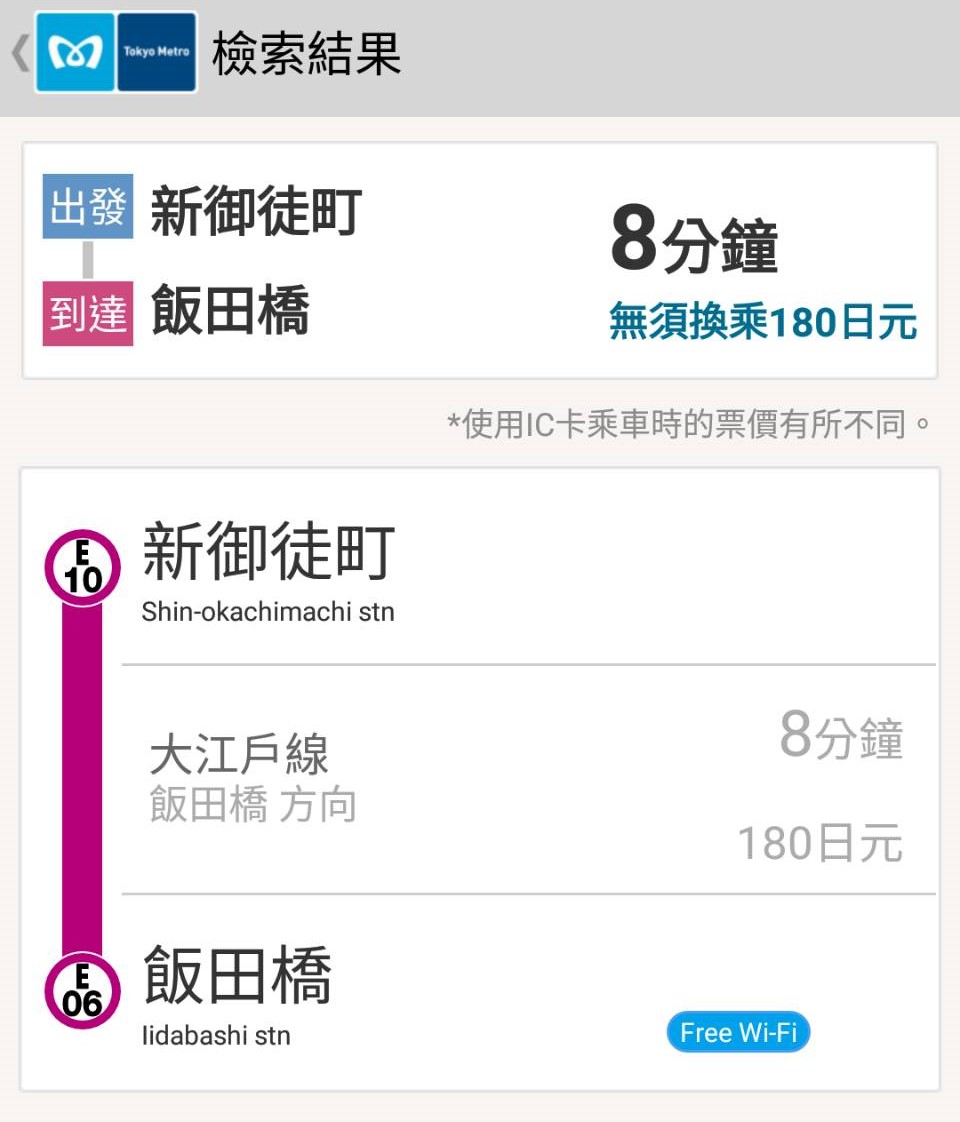 Tokyo Metro 檢索結果
出發 新御徒町
8分鐘
到達 飯田橋
無須換乘180日元
*使用IC卡乘車時的票價有所不同。
E
10
新御徒町
Shin-okachimachi stn
大江戶線
飯田橋 方向
8分鐘
180日元
E
06
飯田橋
Iidabashi stn
Free Wi-Fi